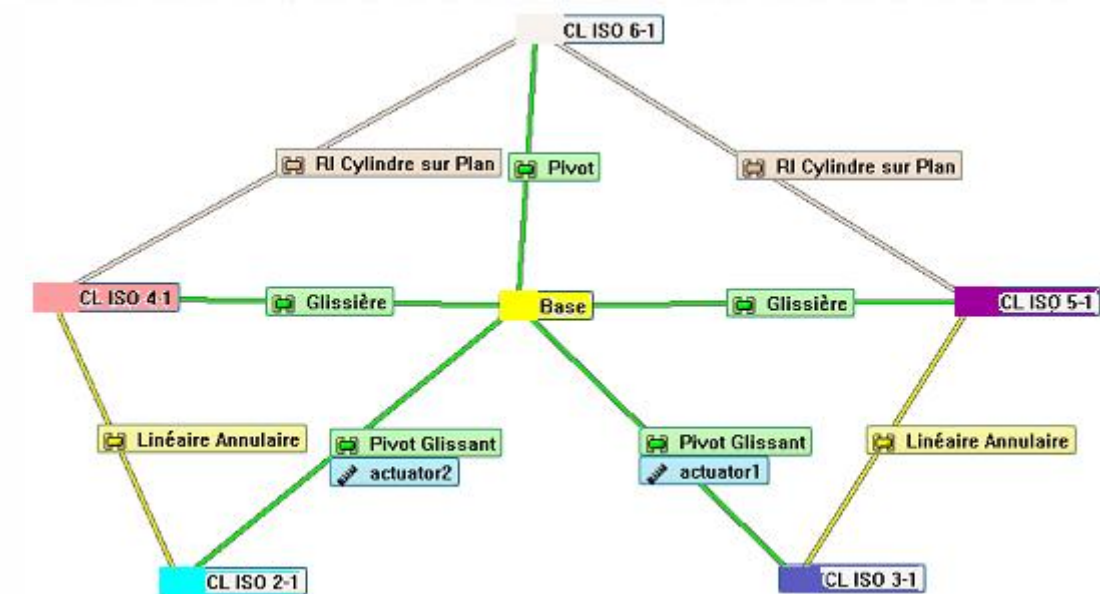 CL ISO 6-1
RI Cylindre sur Plan
Pivot
RI Cylindre sur Plan
CL ISO 4-1
Glissière
Base
Glissière
CL ISO 5-1
Linéaire Annulaire
Pivot Glissant
actuator2
Pivot Glissant
actuator1
Linéaire Annulaire
CL ISO 2-1
CL ISO 3-1